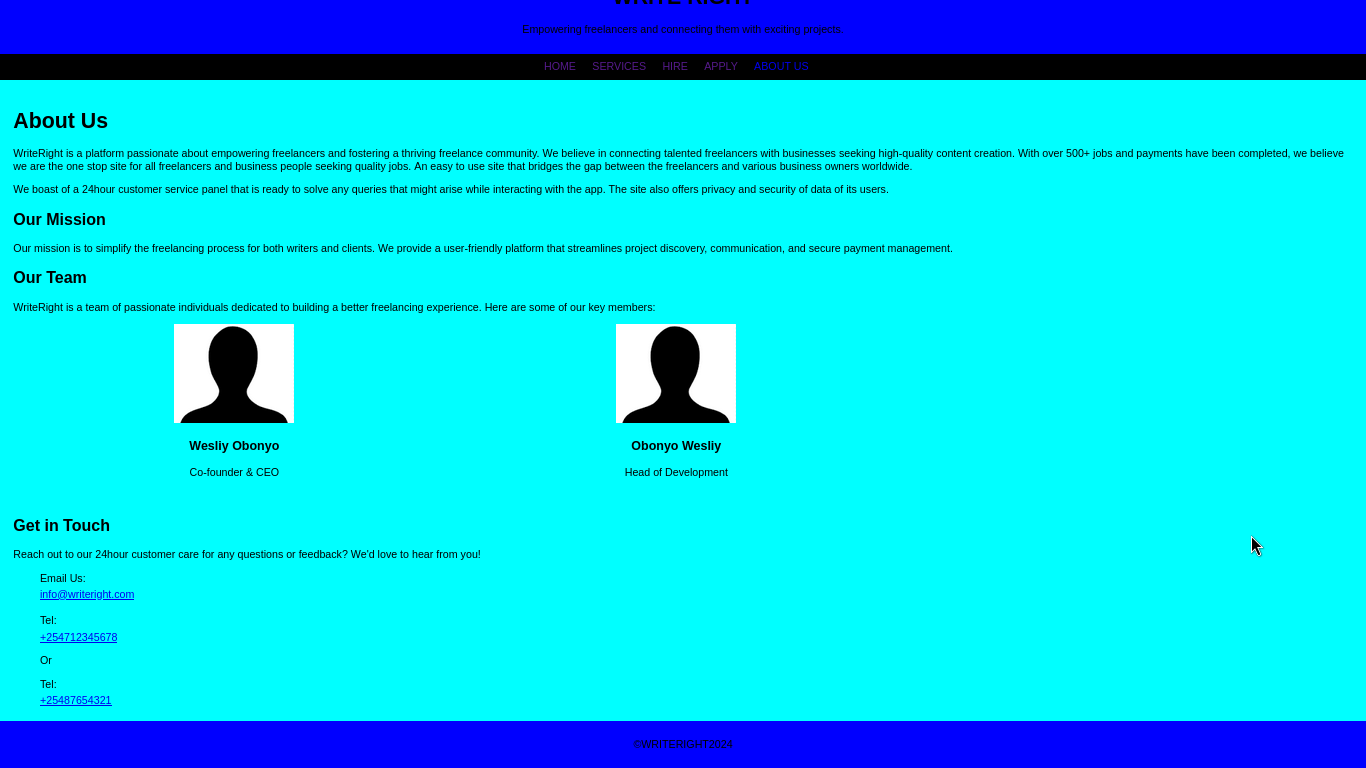 WRITE RIGHT
Empowering freelancers and connecting them with exciting projects.
HOME SERVICES HIRE APPLY ABOUT US
About Us
WriteRight is a platform passionate about empowering freelancers and fostering a thriving freelance community. We believe in connecting talented freelancers with businesses seeking high-quality content creation. With over 500+ jobs and payments have been completed, we believe
we are the one stop site for all freelancers and business people seeking quality jobs. An easy to use site that bridges the gap between the freelancers and various business owners worldwide.
We boast of a 24hour customer service panel that is ready to solve any queries that might arise while interacting with the app. The site also offers privacy and security of data of its users.
Our Mission
Our mission is to simplify the freelancing process for both writers and clients. We provide a user-friendly platform that streamlines project discovery, communication, and secure payment management.
Our Team
WriteRight is a team of passionate individuals dedicated to building a better freelancing experience. Here are some of our key members:
Wesliy Obonyo
Co-founder & CEO
Obonyo Wesliy
Head of Development
Get in Touch
Reach out to our 24hour customer care for any questions or feedback? We'd love to hear from you!
Email Us:
info@writeright.com
Tel:
+254712345678
Or
Tel:
+25487654321
©WRITERIGHT2024